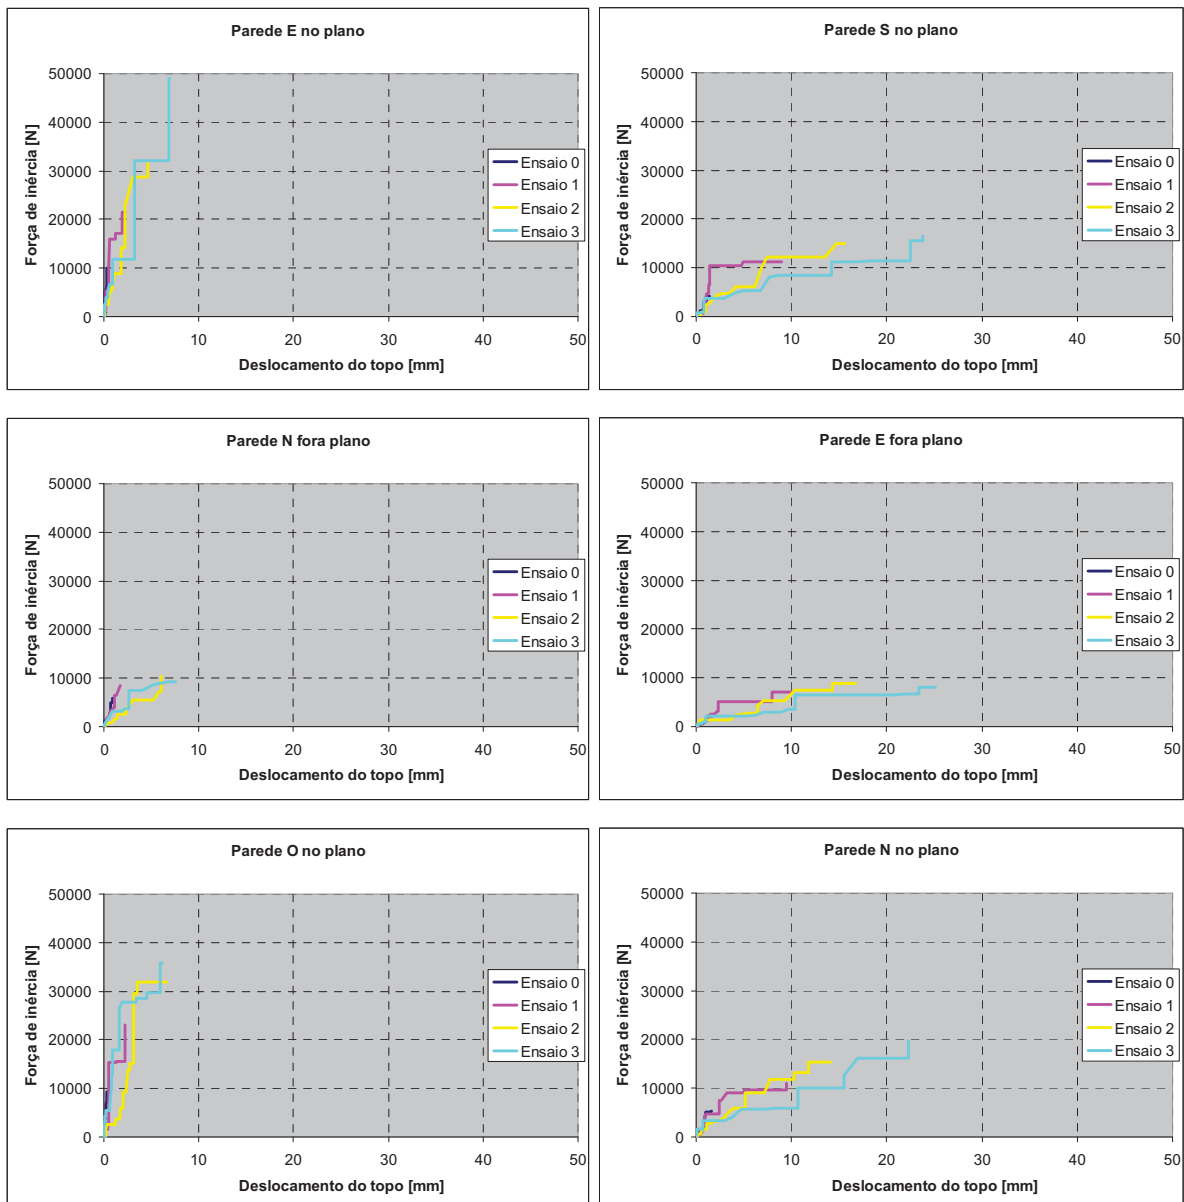 Parede E no plano
50000
40000
30000
20000
10000
0
Força de inércia [N]
0 10 20 30 40 50
Deslocamento do topo [mm]
Ensaio 0
Ensaio 1
Ensaio 2
Ensaio 3
Parede S no plano
50000
40000
30000
20000
10000
0
Força de inércia [N]
0 10 20 30 40 50
Deslocamento do topo [mm]
Ensaio 0
Ensaio 1
Ensaio 2
Ensaio 3
Parede N fora plano
50000
40000
30000
20000
10000
0
Força de inércia [N]
0 10 20 30 40 50
Deslocamento do topo [mm]
Ensaio 0
Ensaio 1
Ensaio 2
Ensaio 3
Parede E fora plano
50000
40000
30000
20000
10000
0
Força de inércia [N]
0 10 20 30 40 50
Deslocamento do topo [mm]
Ensaio 0
Ensaio 1
Ensaio 2
Ensaio 3
Parede O no plano
50000
40000
30000
20000
10000
0
Força de inércia [N]
0 10 20 30 40 50
Deslocamento do topo [mm]
Ensaio 0
Ensaio 1
Ensaio 2
Ensaio 3
Parede N no plano
50000
40000
30000
20000
10000
0
Força de inércia [N]
0 10 20 30 40 50
Deslocamento do topo [mm]
Ensaio 0
Ensaio 1
Ensaio 2
Ensaio 3